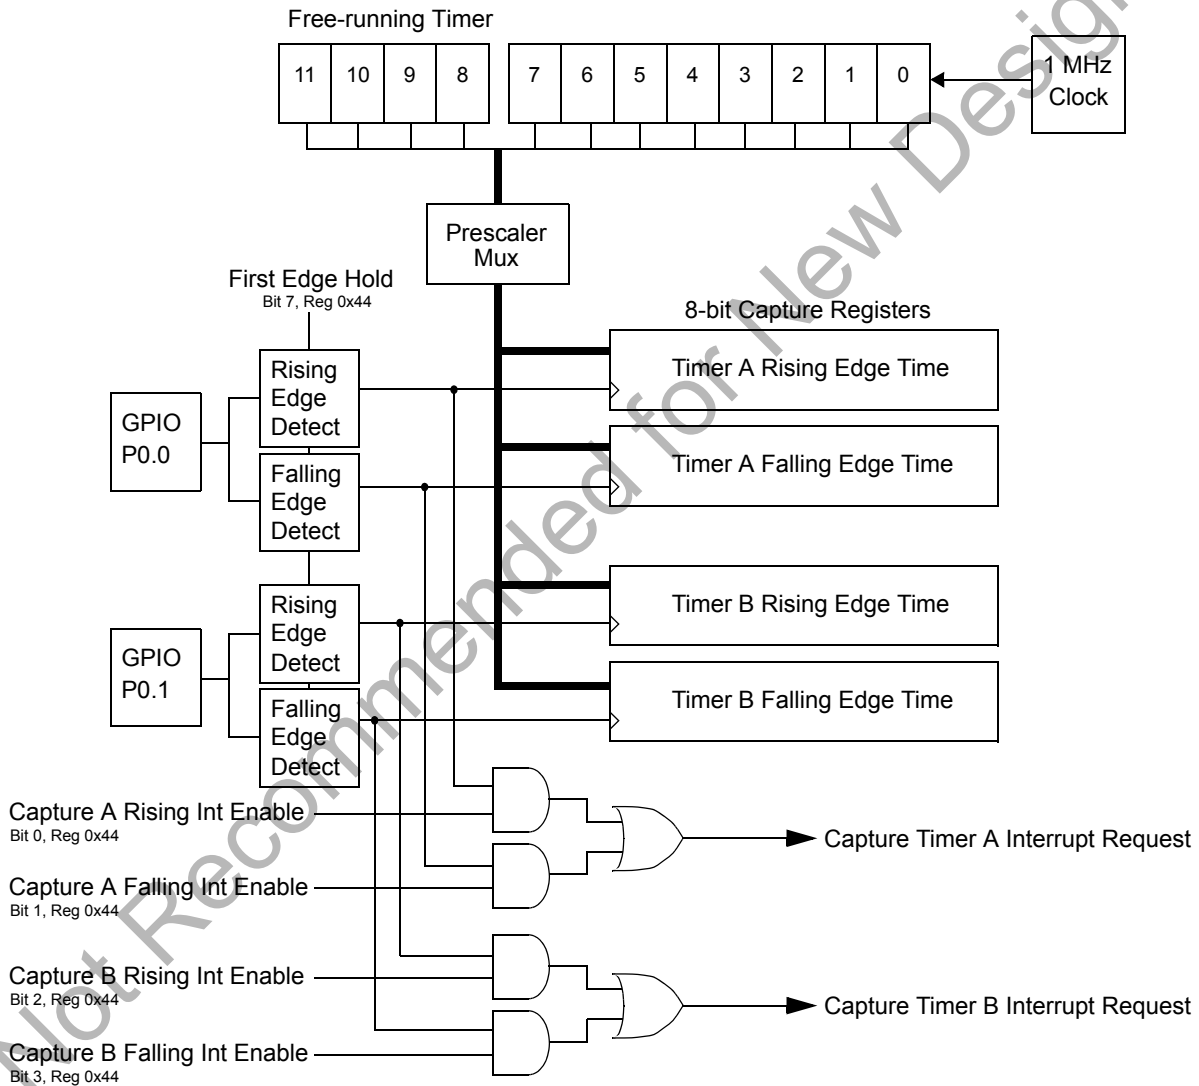 Free-running Timer
11 10 9 8 7 6 5 4 3 2 1 0
1 MHz
Clock
Prescaler
Mux
First Edge Hold
Bit 7, Reg 0x44
8-bit Capture Registers
Rising
Edge
Detect
Timer A Rising Edge Time
GPIO
P0.0
Falling
Edge
Detect
Timer A Falling Edge Time
Rising
Edge
Detect
Timer B Rising Edge Time
GPIO
P0.1
Falling
Edge
Detect
Timer B Falling Edge Time
Capture A Rising Int Enable
Bit 0, Reg 0x44
Capture Timer A Interrupt Request
Capture A Falling Int Enable
Bit 1, Reg 0x44
Capture B Rising Int Enable
Bit 2, Reg 0x44
Capture Timer B Interrupt Request
Capture B Falling Int Enable
Bit 3, Reg 0x44
Not Recommended for New Design